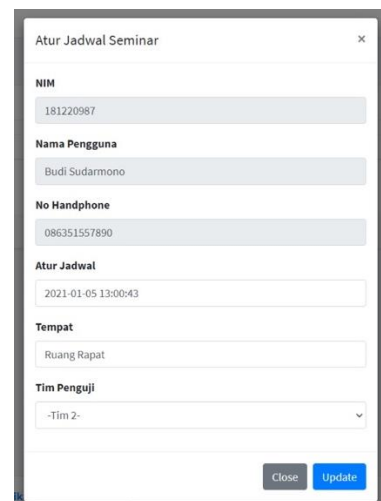 Atur Jadwal Seminar ×
NIM
181220987
Nama Pengguna
Budi Sudarmono
No Handphone
086351557890
Atur Jadwal
2021-01-05 13:00:43
Tempat
Ruang Rapat
Tim Penguji
-Tim 2-
Close Update
ik